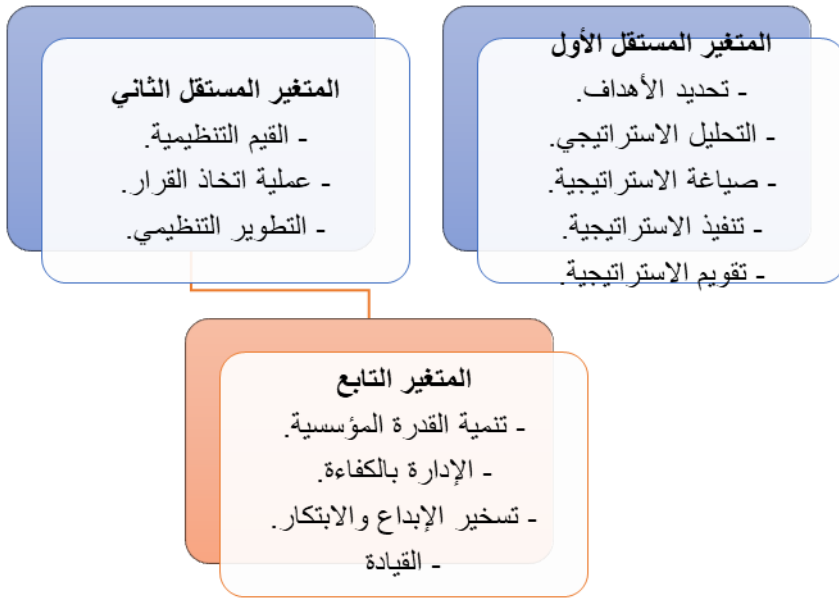 المتغير المستقل الأول
- تحديد الأهداف.
- التحليل الاستراتيجي.
- صياغة الاستراتيجية.
- تنفيذ الاستراتيجية.
- تقويم الاستراتيجية.
المتغير المستقل الثاني
- القيم التنظيمية.
- عملية اتخاذ القرار.
- التطوير التنظيمي.
المتغير التابع
- تنمية القدرة المؤسسية.
- الإدارة بالكفاءة.
- تسخير الإبداع والابتكار.
- القيادة